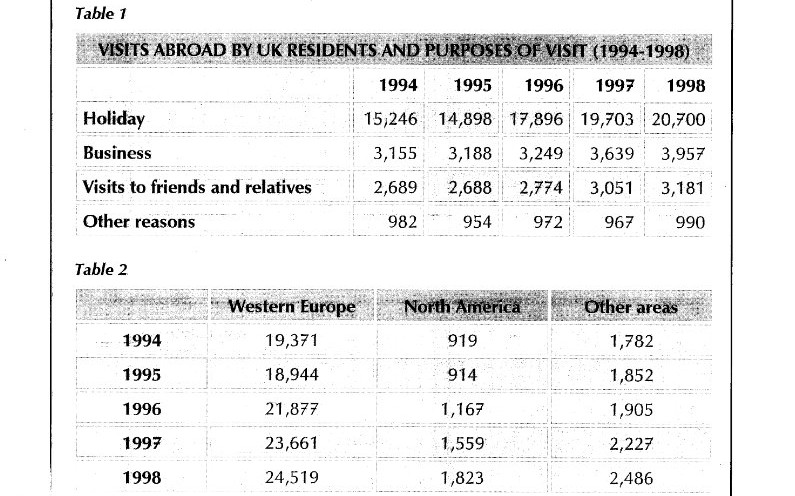 Table 1
VISITS ABROAD BY UK RESIDENTS AND PURPOSES OF VISIT (1994-1998)
1994 1995 1996 1997 1998
Holiday 15,246 14,898 17,896 19,703 20,700
Business 3,155 3,188 3,249 3,639 3,957
Visits to friends and relatives 2,689 2,688 2,774 3,051 3,181
Other reasons 982 954 972 967 990
Table 2
Western Europe North America Other areas
1994 19,371 919 1,782
1995 18,944 914 1,852
1996 21,877 1,167 1,905
1997 23,661 1,559 2,227
1998 24,519 1,823 2,486